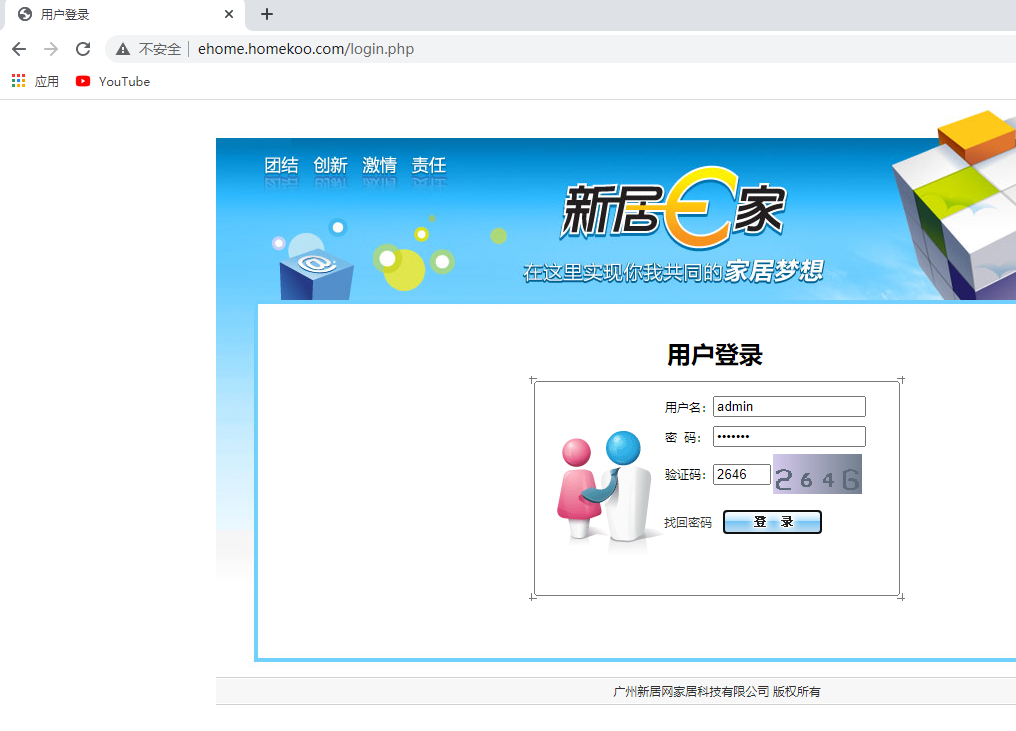 用户登录
不安全 ehome.homekoo.com/login.php
应用 YouTube
团结 创新 激情 责任
新居e家
在这里实现你我共同的家居梦想
@
用户登录
用户名: admin
密 码: •••••••
验证码: 2646 2646
找回密码 登 录
广州新居网家居科技有限公司 版权所有